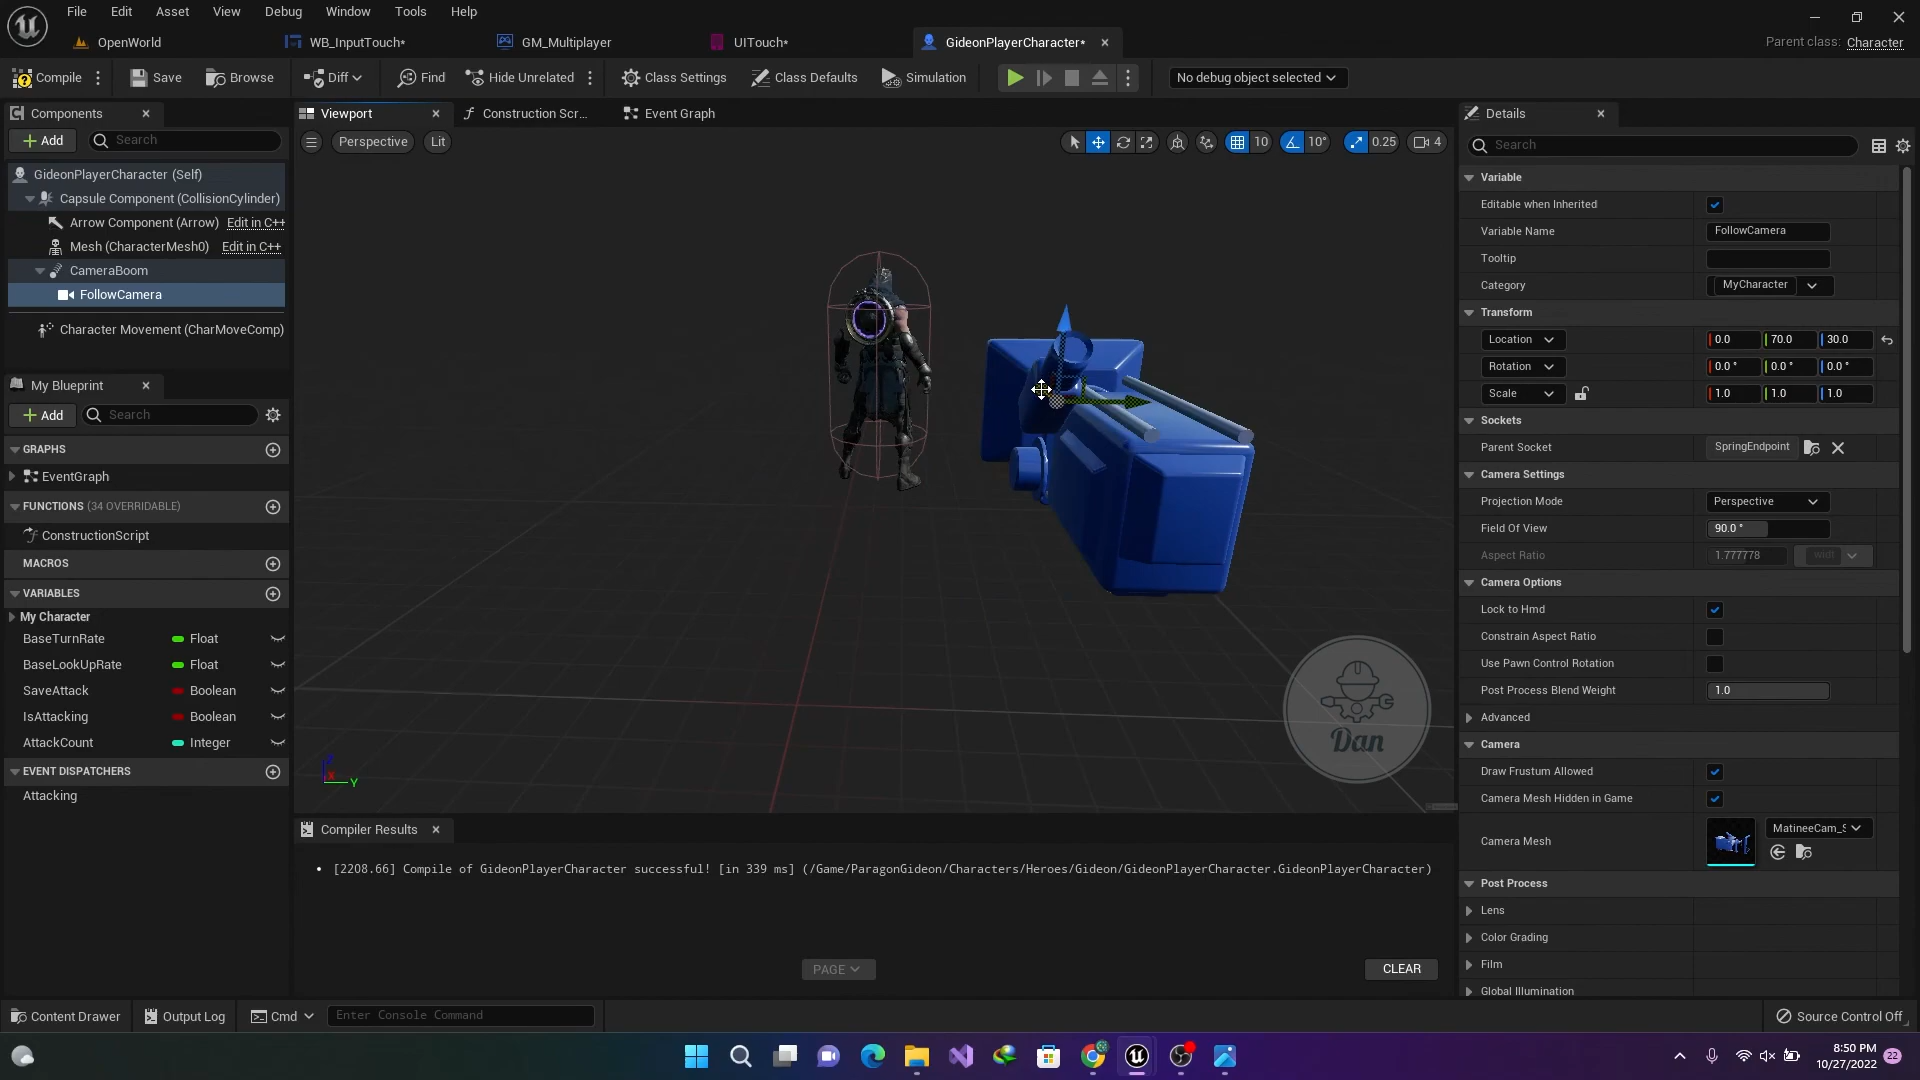 File Edit Asset View Debug Window Tools Help
OpenWorld WB_InputTouch* GM_Multiplayer UITouch* GideonPlayerCharacter* Parent class: Character
Compile Save Browse Diff Find Hide Unrelated Class Settings Class Defaults Simulation No debug object selected
Components Viewport Construction Scr... Event Graph Details
Add Search Perspective Lit 10 10° 0.25 4 Search
GideonPlayerCharacter (Self)
Capsule Component (CollisionCylinder)
Arrow Component (Arrow) Edit in C++
Mesh (CharacterMesh0) Edit in C++
CameraBoom
FollowCamera
Character Movement (CharMoveComp)
My Blueprint
Add Search
GRAPHS
EventGraph
FUNCTIONS (34 OVERRIDABLE)
ConstructionScript
MACROS
VARIABLES
My Character
BaseTurnRate Float
BaseLookUpRate Float
SaveAttack Boolean
IsAttacking Boolean
AttackCount Integer
EVENT DISPATCHERS
Attacking
Z X Y
Dan
Compiler Results
[2208.66] Compile of GideonPlayerCharacter successful! [in 339 ms] (/Game/ParagonGideon/Characters/Heroes/Gideon/GideonPlayerCharacter.GideonPlayerCharacter)
PAGE CLEAR
Variable
Editable when Inherited
Variable Name FollowCamera
Tooltip
Category MyCharacter
Transform
Location 0.0 70.0 30.0
Rotation 0.0 ° 0.0 ° 0.0 °
Scale 1.0 1.0 1.0
Sockets
Parent Socket SpringEndpoint
Camera Settings
Projection Mode Perspective
Field Of View 90.0 °
Aspect Ratio 1.777778 widt
Camera Options
Lock to Hmd
Constrain Aspect Ratio
Use Pawn Control Rotation
Post Process Blend Weight 1.0
Advanced
Camera
Draw Frustum Allowed
Camera Mesh Hidden in Game
Camera Mesh MatineeCam_S
Post Process
Lens
Color Grading
Film
Global Illumination
Content Drawer Output Log Cmd Enter Console Command Source Control Off
8:50 PM
10/27/2022 22